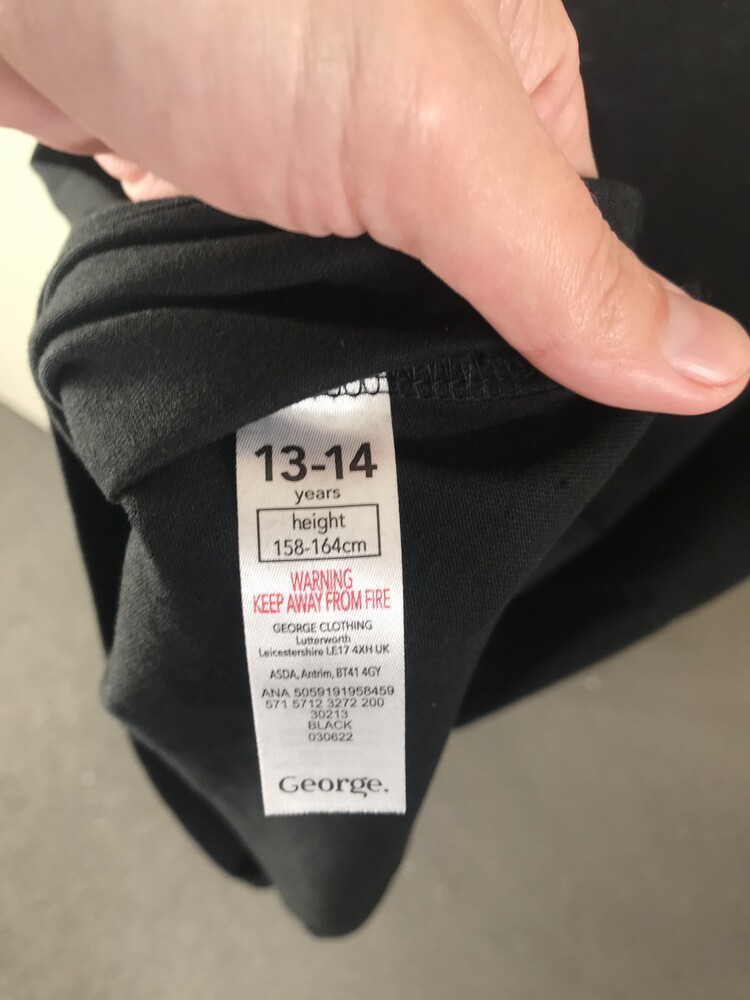 13-14
years
height
158-164cm
WARNING
KEEP AWAY FROM FIRE
GEORGE CLOTHING
Lutterworth
Leicestershire LE17 4XH UK
ASDA, Antrim, BT41 4GY
ANA 5059191958459
571 5712 3272 200
30213
BLACK
030622
George.